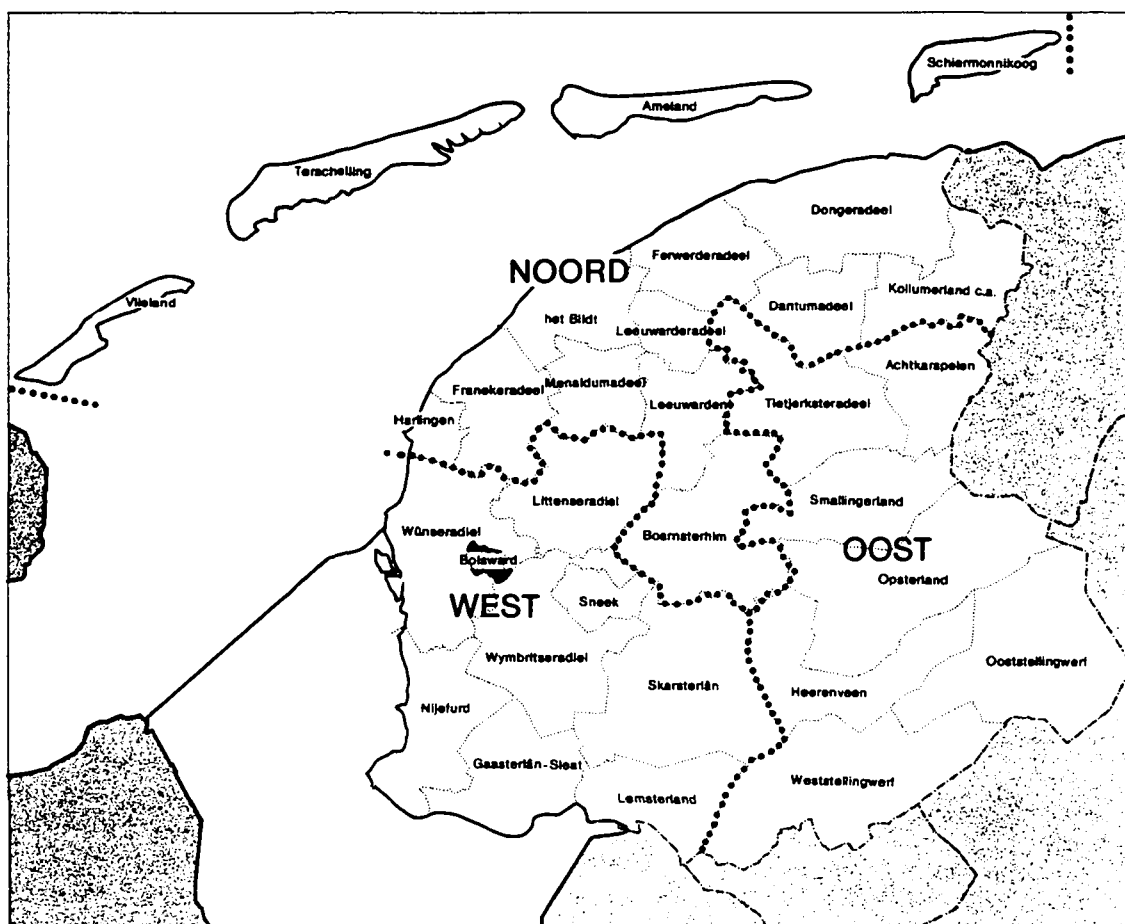 Schiermonnikoog
Ameland
Terschelling
Dongeradeel
Ferwerderadeel
NOORD
Vlieland
Dantumadeel
Kollumerland c.a.
het Bildt
Leeuwarderadeel
Achtkarspelen
Franekeradeel
Menaldumadeel
Leeuwarden
Tietjerksteradeel
Harlingen
Littenseradiel
Smallingerland
Wûnseradiel
Boarnsterhim
OOST
Bolsward
Opsterland
WEST
Sneek
Wymbritseradiel
Ooststellingwerf
Skarsterlân
Heerenveen
Nijefurd
Gaasterlân-Sleat
Weststellingwerf
Lemsterland